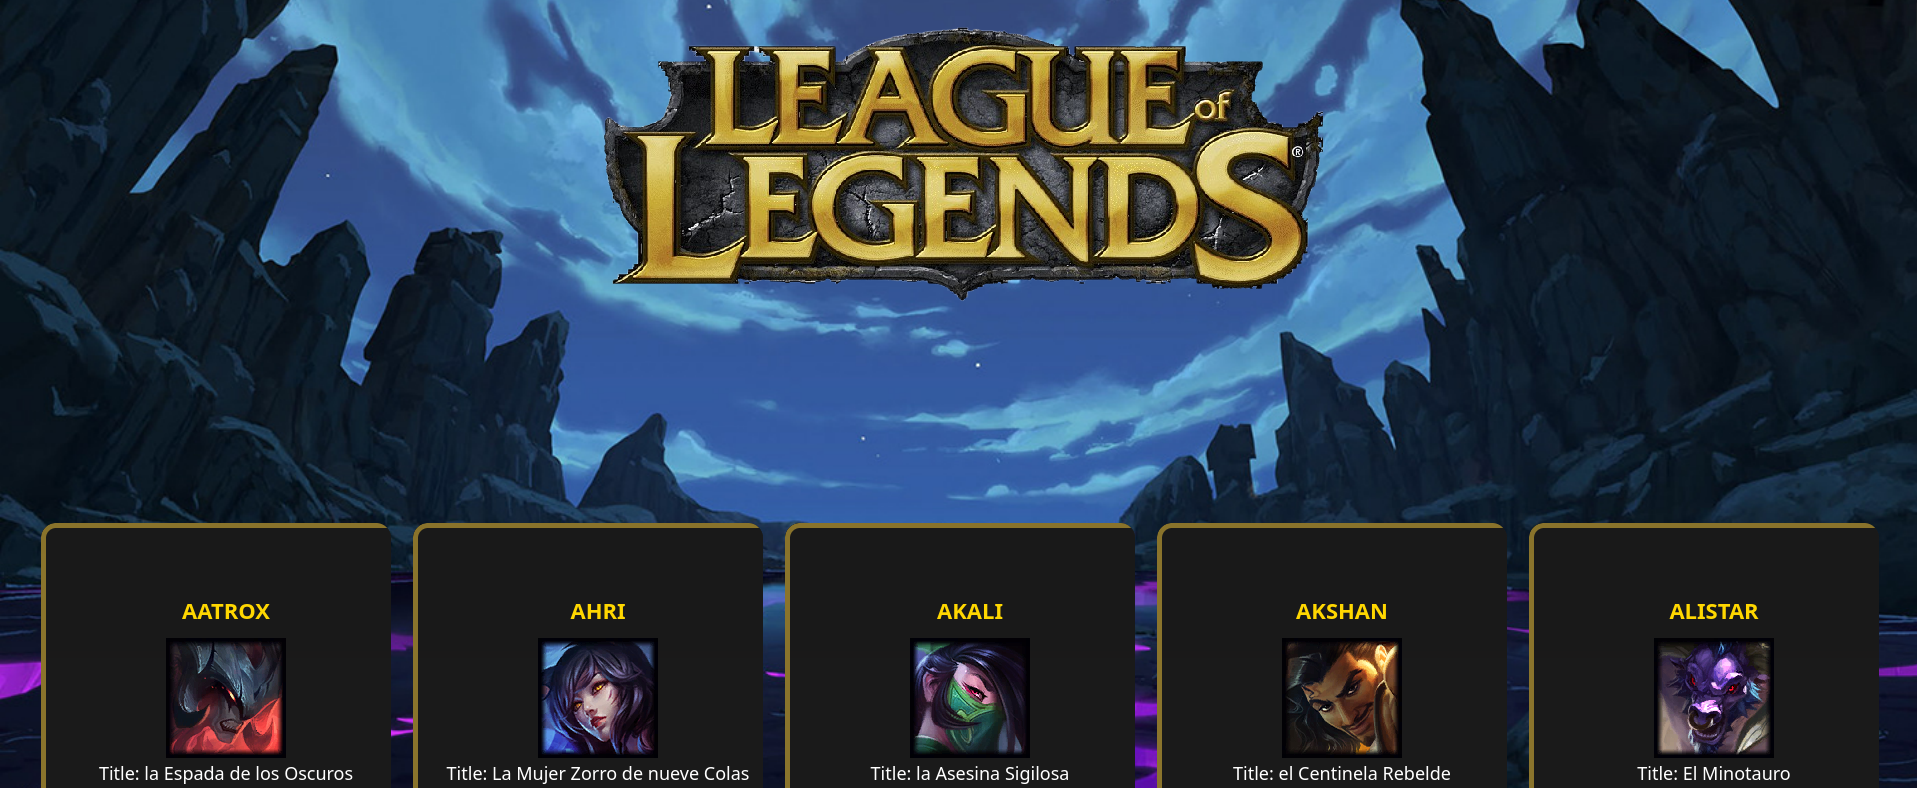 LEAGUE of
LEGENDS®
AATROX
AHRI
AKALI
AKSHAN
ALISTAR
Title: la Espada de los Oscuros
Title: La Mujer Zorro de nueve Colas
Title: la Asesina Sigilosa
Title: el Centinela Rebelde
Title: El Minotauro